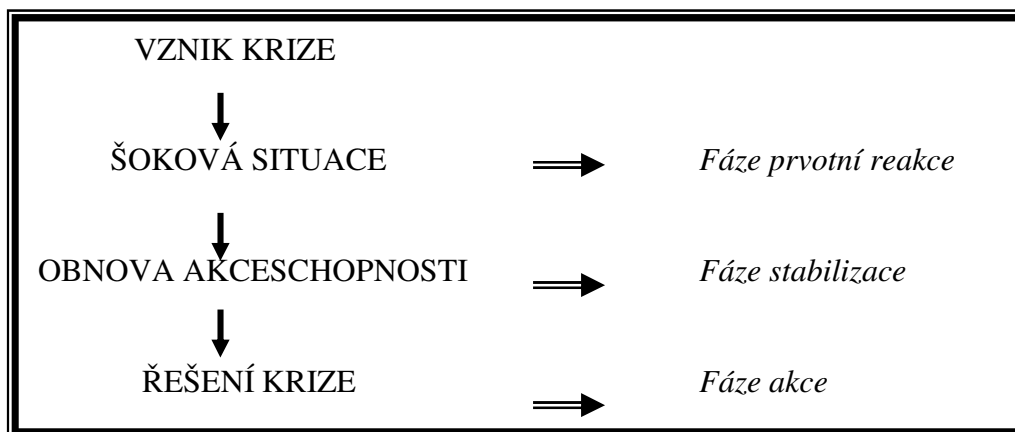 VZNIK KRIZE
ŠOKOVÁ SITUACE Fáze prvotní reakce
OBNOVA AKCESCHOPNOSTI Fáze stabilizace
ŘEŠENÍ KRIZE Fáze akce